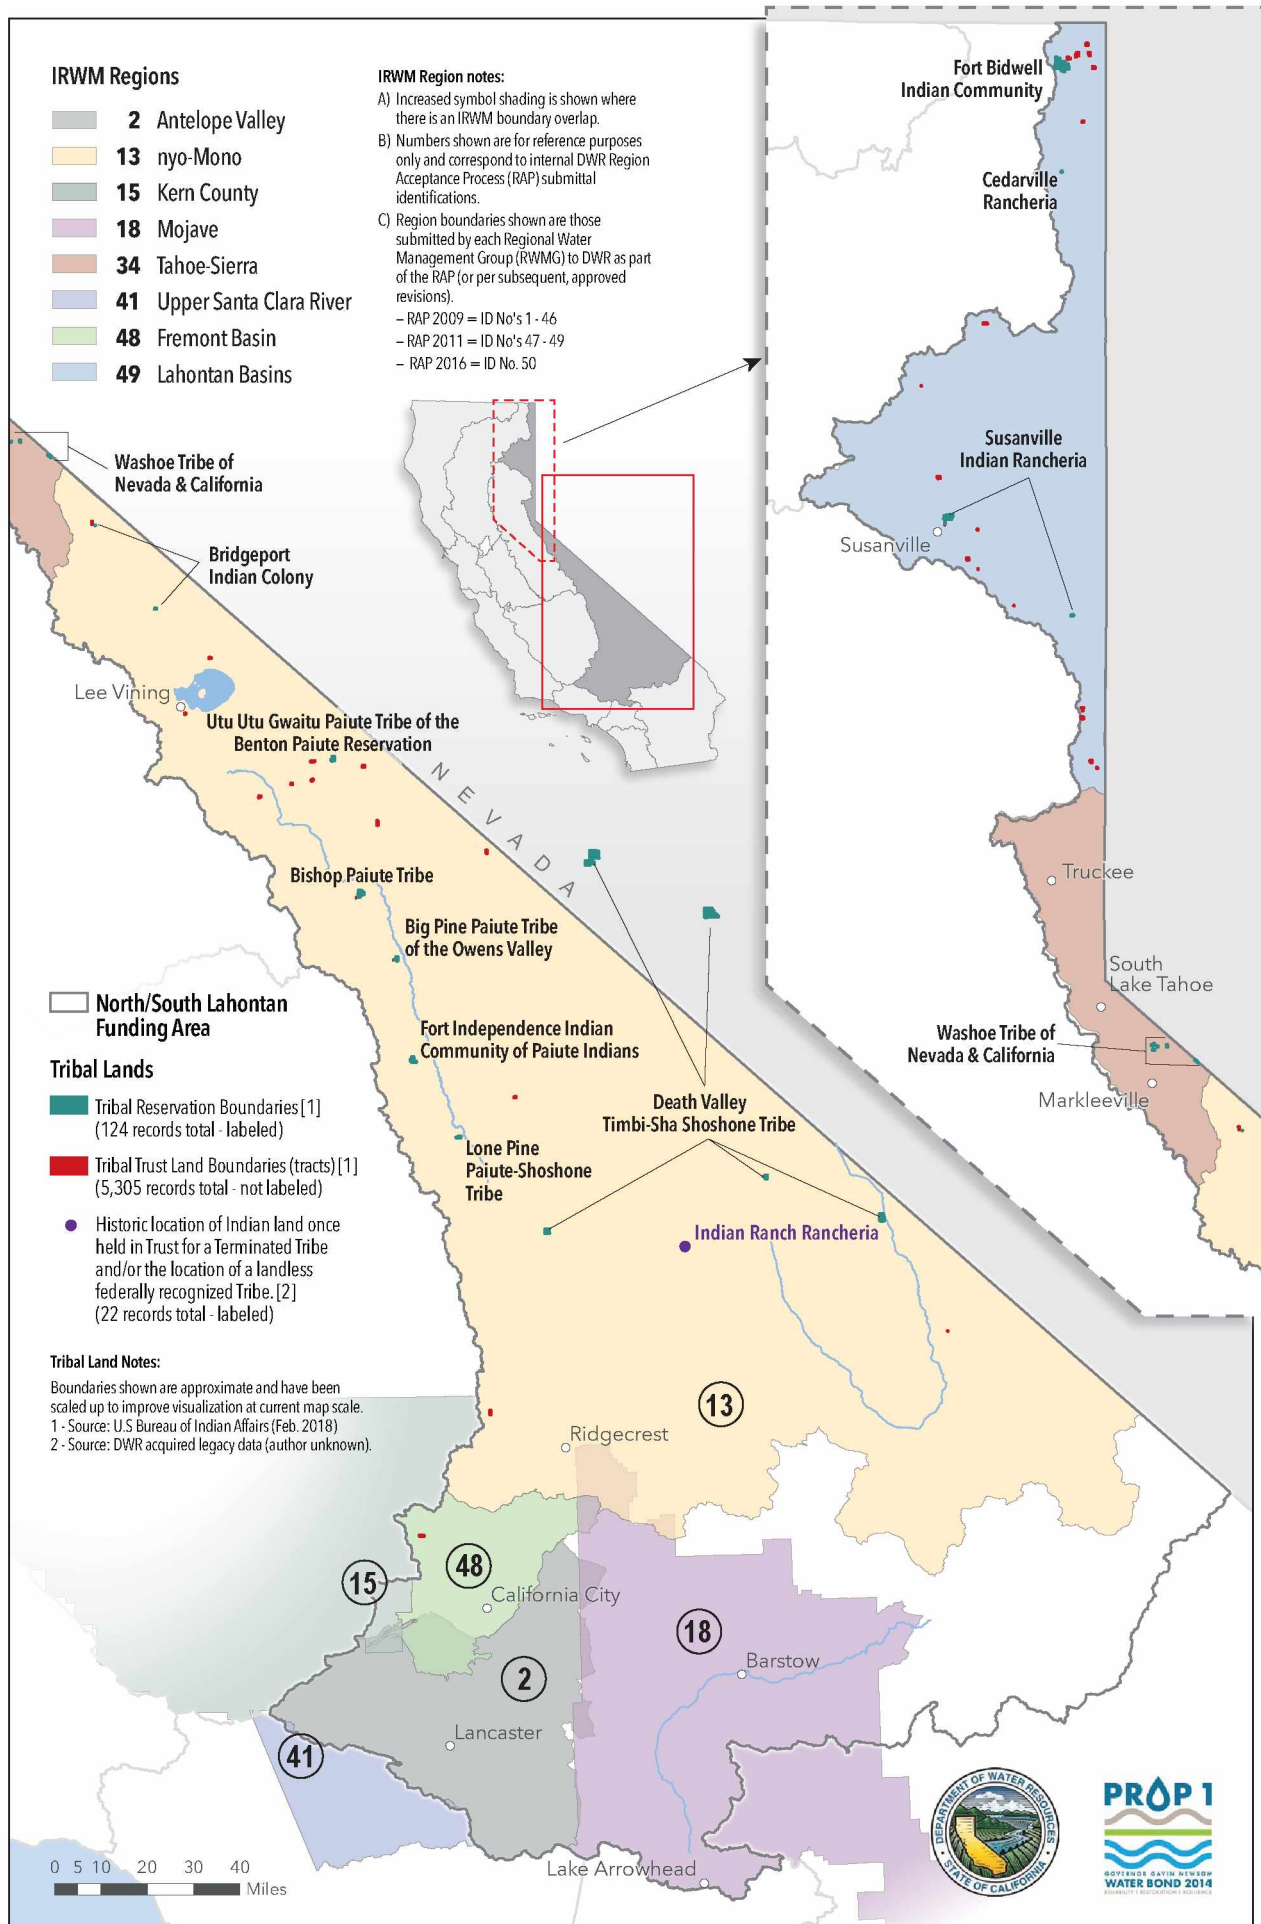 IRWM Regions
2 Antelope Valley
13 nyo-Mono
15 Kern County
18 Mojave
34 Tahoe-Sierra
41 Upper Santa Clara River
48 Fremont Basin
49 Lahontan Basins
IRWM Region notes:
A) Increased symbol shading is shown where
there is an IRWM boundary overlap.
B) Numbers shown are for reference purposes
only and correspond to internal DWR Region
Acceptance Process (RAP) submittal
identifications.
C) Region boundaries shown are those
submitted by each Regional Water
Management Group (RWMG) to DWR as part
of the RAP (or per subsequent, approved
revisions).
– RAP 2009 = ID No's 1 - 46
– RAP 2011 = ID No's 47 - 49
– RAP 2016 = ID No. 50
Fort Bidwell
Indian Community
Cedarville
Rancheria
Susanville
Indian Rancheria
Susanville
Truckee
South
Lake Tahoe
Washoe Tribe of
Nevada & California
Markleeville
Washoe Tribe of
Nevada & California
Bridgeport
Indian Colony
Lee Vining
Utu Utu Gwaitu Paiute Tribe of the
Benton Paiute Reservation
NEVADA
Bishop Paiute Tribe
Big Pine Paiute Tribe
of the Owens Valley
Fort Independence Indian
Community of Paiute Indians
Death Valley
Timbi-Sha Shoshone Tribe
Lone Pine
Paiute-Shoshone
Tribe
Indian Ranch Rancheria
North/South Lahontan
Funding Area
Tribal Lands
Tribal Reservation Boundaries [1]
(124 records total - labeled)
Tribal Trust Land Boundaries (tracts) [1]
(5,305 records total - not labeled)
Historic location of Indian land once
held in Trust for a Terminated Tribe
and/or the location of a landless
federally recognized Tribe. [2]
(22 records total - labeled)
Tribal Land Notes:
Boundaries shown are approximate and have been
scaled up to improve visualization at current map scale.
1 - Source: U.S Bureau of Indian Affairs (Feb. 2018)
2 - Source: DWR acquired legacy data (author unknown).
13
Ridgecrest
48
15
California City
18
2
Barstow
Lancaster
41
Lake Arrowhead
0 5 10 20 30 40
Miles
DEPARTMENT OF WATER RESOURCES
STATE OF CALIFORNIA
PROP 1
GOVERNOR GAVIN NEWSOM
WATER BOND 2014